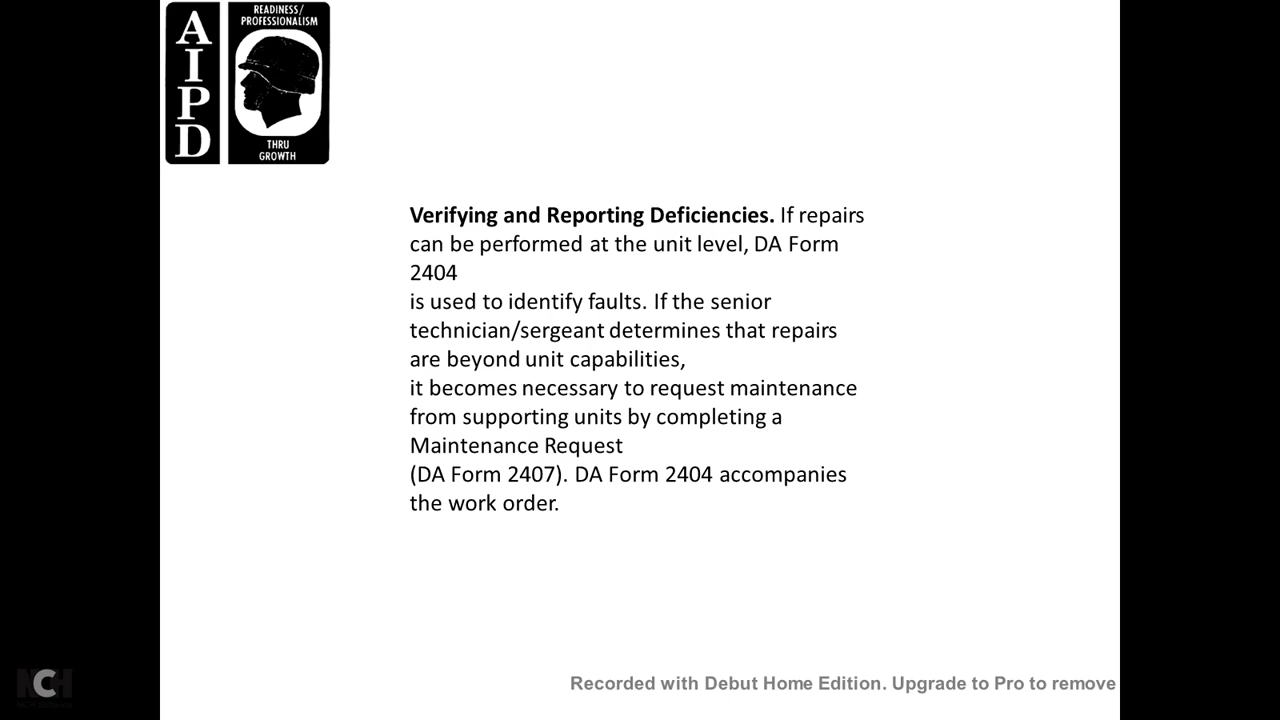 READINESS/
PROFESSIONALISM
AIPD
THRU
GROWTH
Verifying and Reporting Deficiencies. If repairs
can be performed at the unit level, DA Form
2404
is used to identify faults. If the senior
technician/sergeant determines that repairs
are beyond unit capabilities,
it becomes necessary to request maintenance
from supporting units by completing a
Maintenance Request
(DA Form 2407). DA Form 2404 accompanies
the work order.
NCH
Recorded with Debut Home Edition. Upgrade to Pro to remove